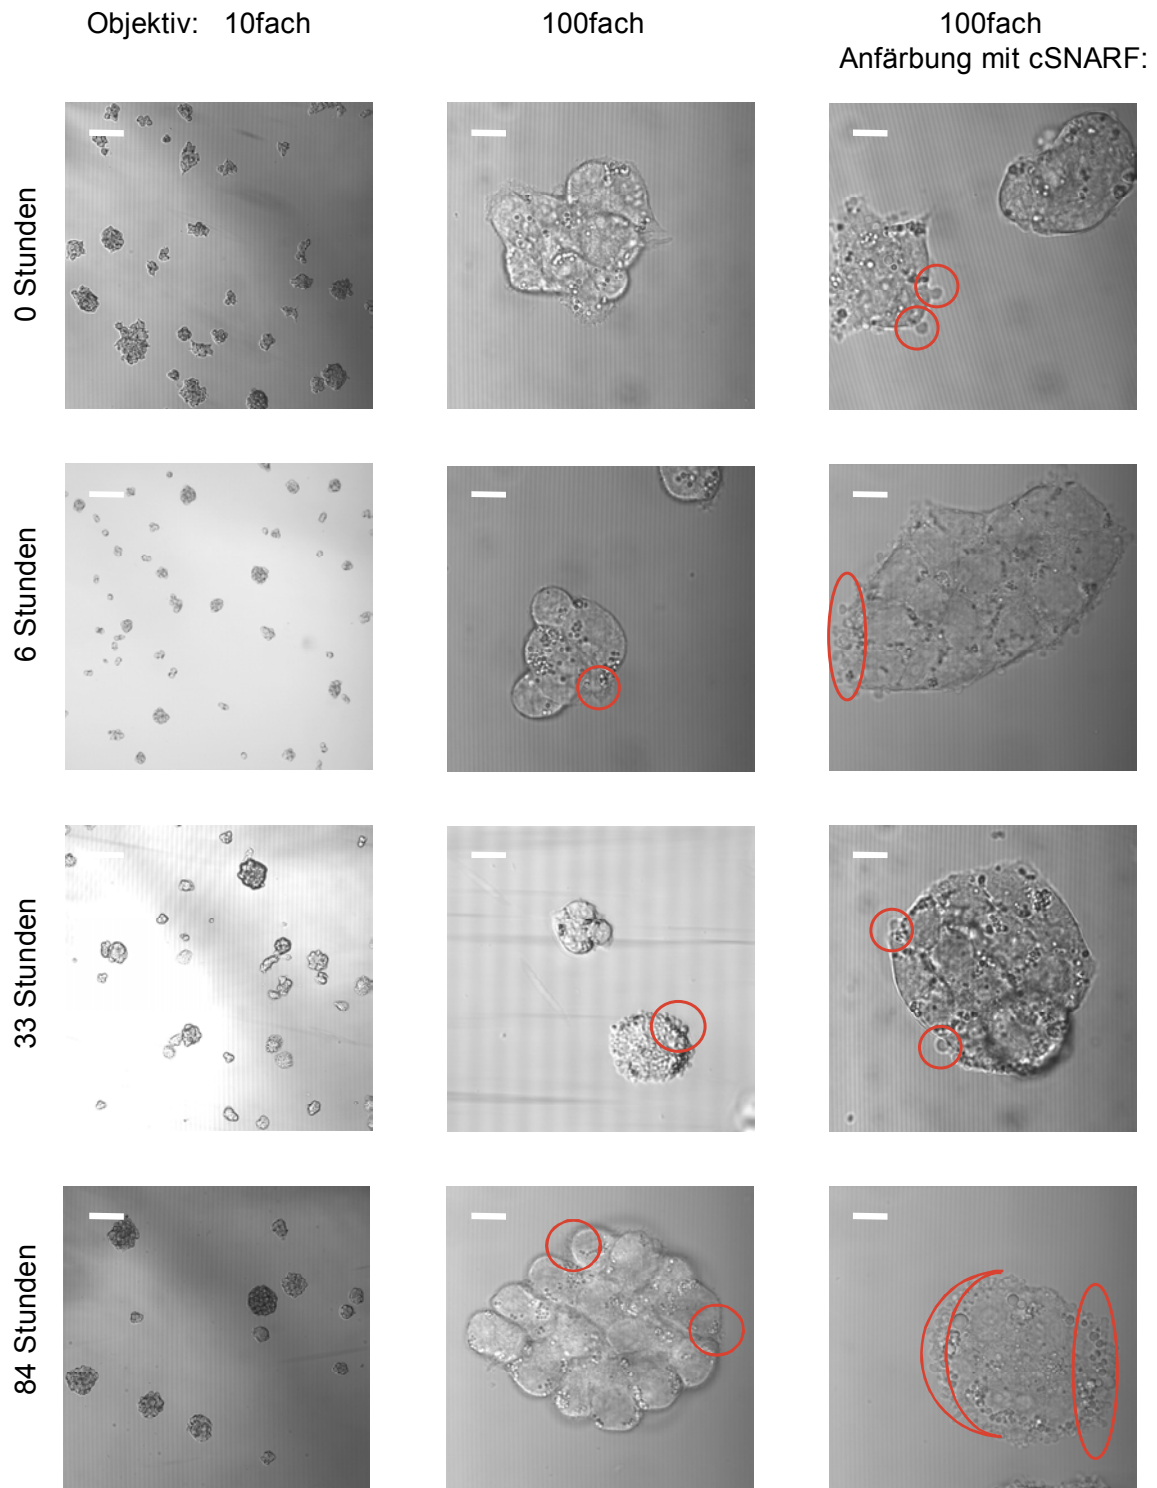 Objektiv: 10fach 100fach 100fach
Anfärbung mit cSNARF:
0 Stunden
6 Stunden
33 Stunden
84 Stunden